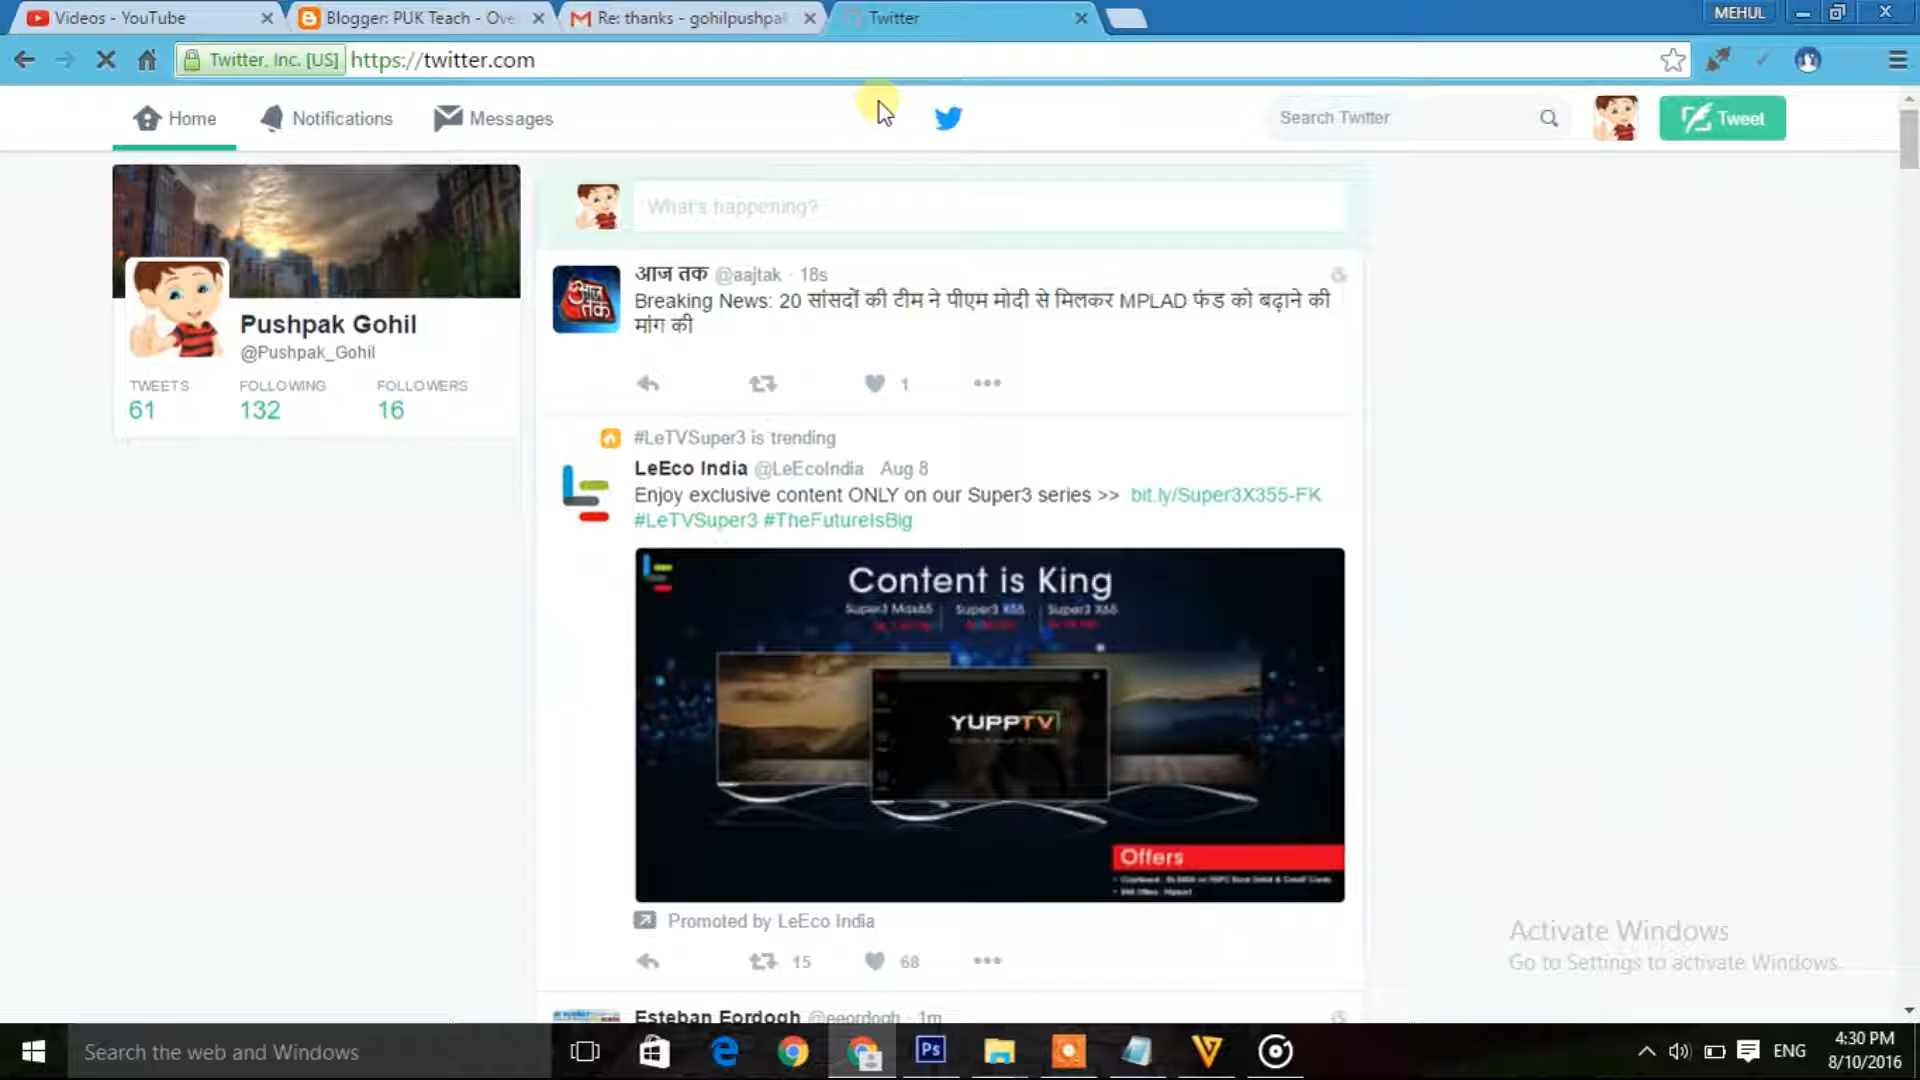 Videos - YouTube
Blogger: PUK Teach - Ove
Re: thanks - gohilpushpak
Twitter
MEHUL
Twitter, Inc. [US]
https://twitter.com
Home
Notifications
Messages
Search Twitter
Tweet
What's happening?
Pushpak Gohil
@Pushpak_Gohil
TWEETS
FOLLOWING
FOLLOWERS
61
132
16
आज तक @aajtak · 18s
Breaking News: 20 सांसदों की टीम ने पीएम मोदी से मिलकर MPLAD फंड को बढ़ाने की
मांग की
1
#LeTVSuper3 is trending
LeEco India @LeEcoIndia Aug 8
Enjoy exclusive content ONLY on our Super3 series >> bit.ly/Super3X355-FK
#LeTVSuper3 #TheFutureIsBig
Content is King
Super3 Max65
Super3 X55
Super3 X65
YUPPTV
Offers
Promoted by LeEco India
15
68
Esteban Eordogh @eeordogh · 1m
Activate Windows
Go to Settings to activate Windows.
Search the web and Windows
Ps
ENG
4:30 PM
8/10/2016